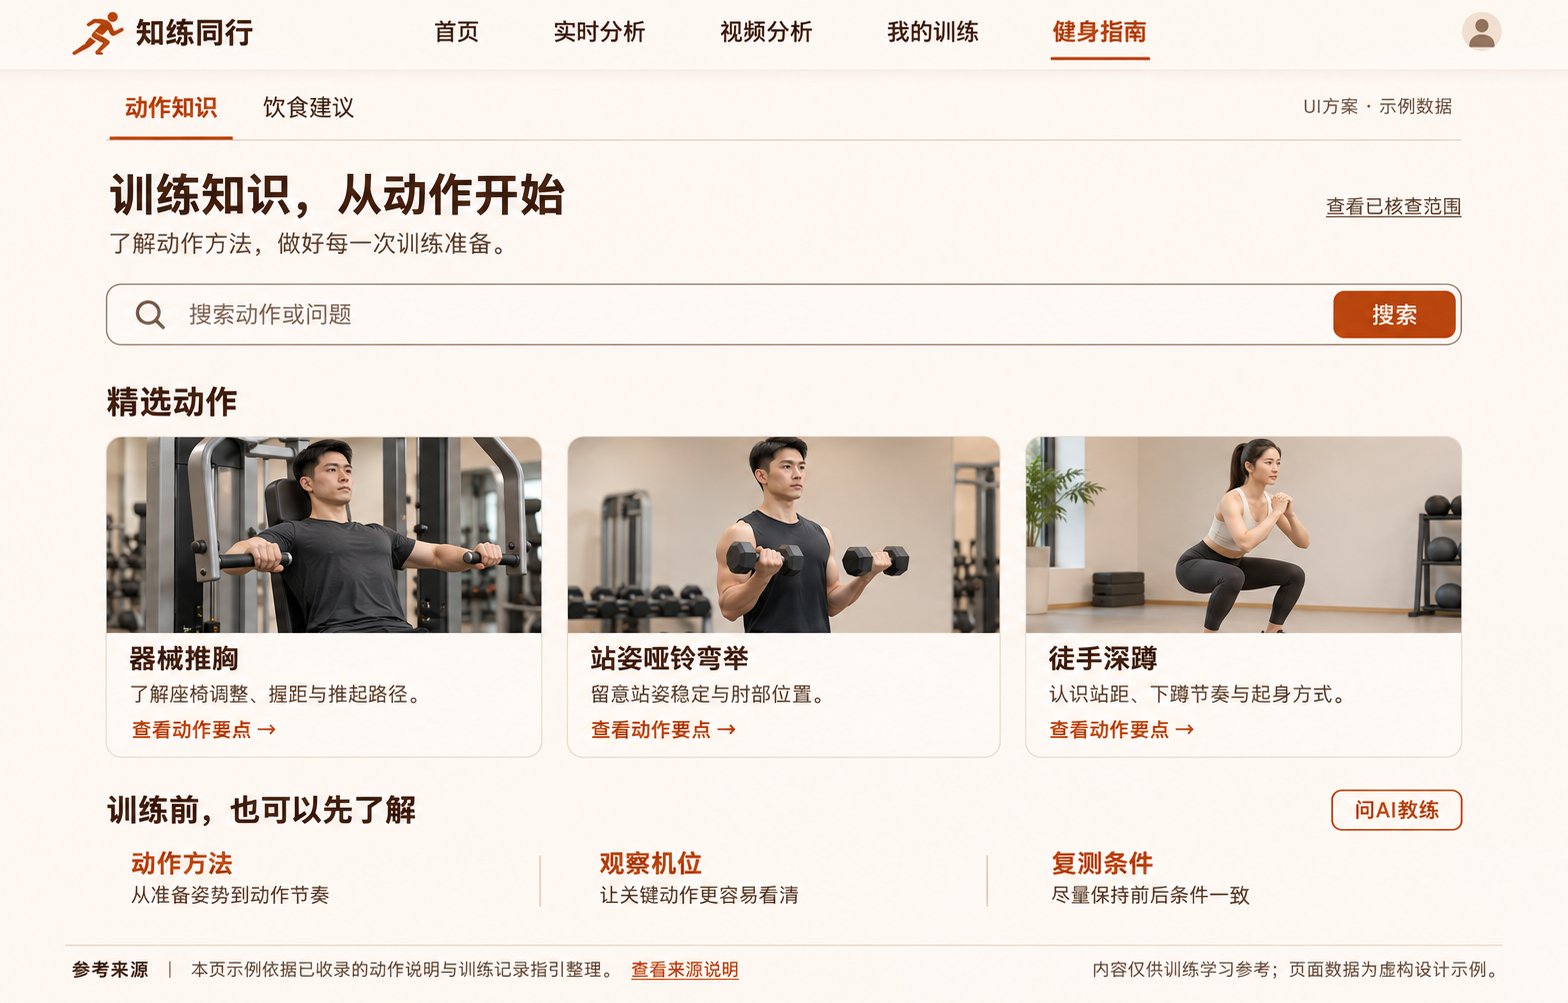 知练同行
首页
实时分析
视频分析
我的训练
健身指南
动作知识
饮食建议
UI方案 · 示例数据
训练知识，从动作开始
查看已核查范围
了解动作方法，做好每一次训练准备。
搜索动作或问题
搜索
精选动作
器械推胸
了解座椅调整、握距与推起路径。
查看动作要点 →
站姿哑铃弯举
留意站姿稳定与肘部位置。
查看动作要点 →
徒手深蹲
认识站距、下蹲节奏与起身方式。
查看动作要点 →
训练前，也可以先了解
问AI教练
动作方法
从准备姿势到动作节奏
观察机位
让关键动作更容易看清
复测条件
尽量保持前后条件一致
参考来源 | 本页示例依据已收录的动作说明与训练记录指引整理。 查看来源说明
内容仅供训练学习参考；页面数据为虚构设计示例。